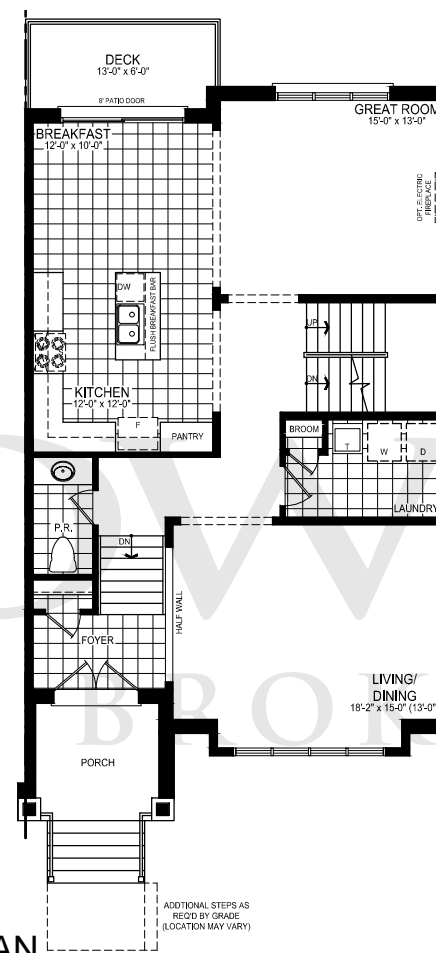 DECK
13'-0" x 6'-0"
8' PATIO DOOR
BREAKFAST
12'-0" x 10'-0"
GREAT ROOM
15'-0" x 13'-0"
OPT. ELECTRIC
FIREPLACE
DW
FLUSH BREAKFAST BAR
UP
DN
KITCHEN
12'-0" x 12'-0"
F
PANTRY
BROOM
T
W
D
LAUNDRY
P.R.
DN
HALF WALL
FOYER
LIVING/
DINING
18'-2" x 15'-0" (13'-0"
PORCH
ADDTIONAL STEPS AS
REQ'D BY GRADE
(LOCATION MAY VARY)
AN
OW
BROK